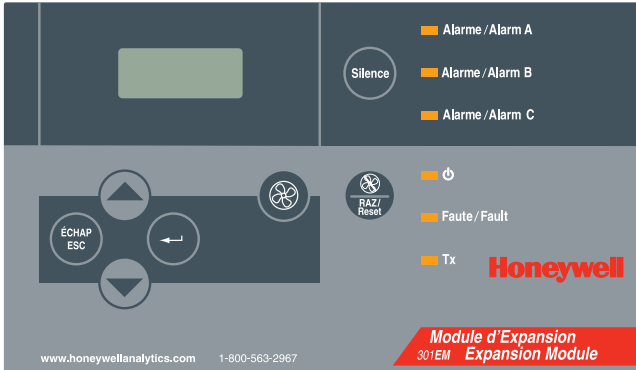 Alarme/Alarm A
Silence
Alarme/Alarm B
Alarme/Alarm C
RAZ/
Reset
ÉCHAP
ESC
Faute/Fault
Tx
Honeywell
Module d'Expansion
301EM Expansion Module
www.honeywellanalytics.com 1-800-563-2967